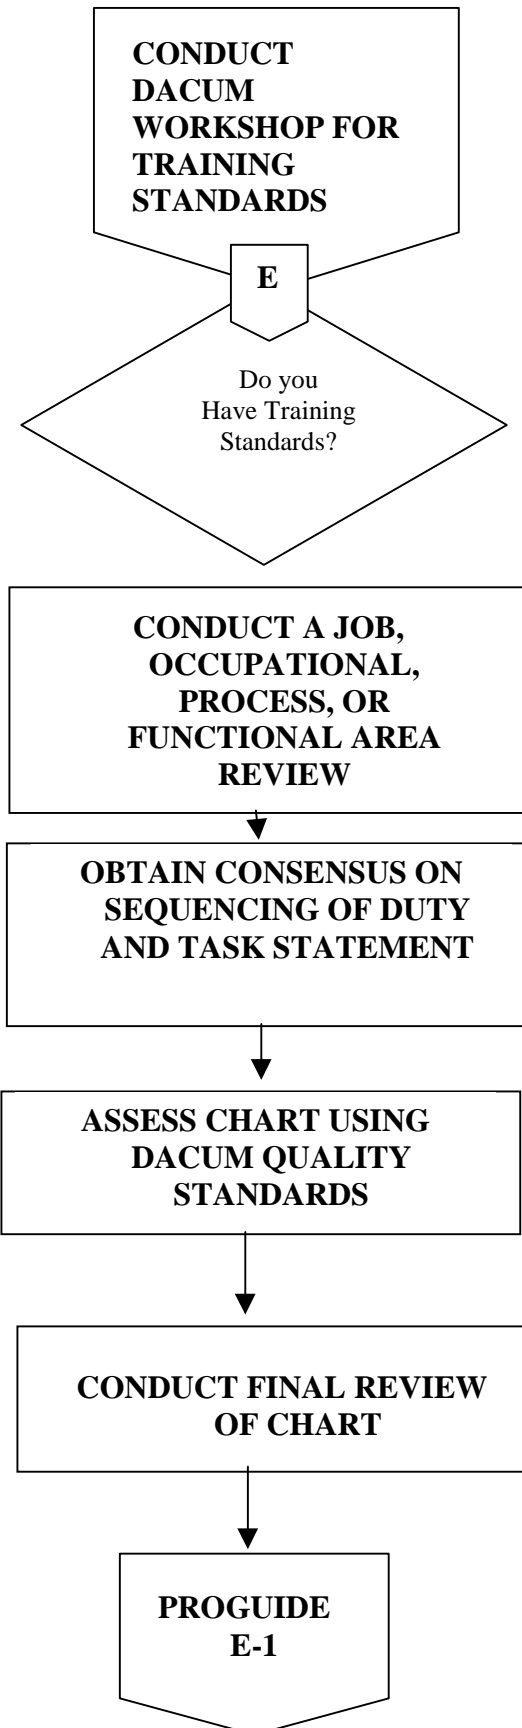 CONDUCT
DACUM
WORKSHOP FOR
TRAINING
STANDARDS
E
Do you
Have Training
Standards?
CONDUCT A JOB,
OCCUPATIONAL,
PROCESS, OR
FUNCTIONAL AREA
REVIEW
OBTAIN CONSENSUS ON
SEQUENCING OF DUTY
AND TASK STATEMENT
ASSESS CHART USING
DACUM QUALITY
STANDARDS
CONDUCT FINAL REVIEW
OF CHART
PROGUIDE
E-1